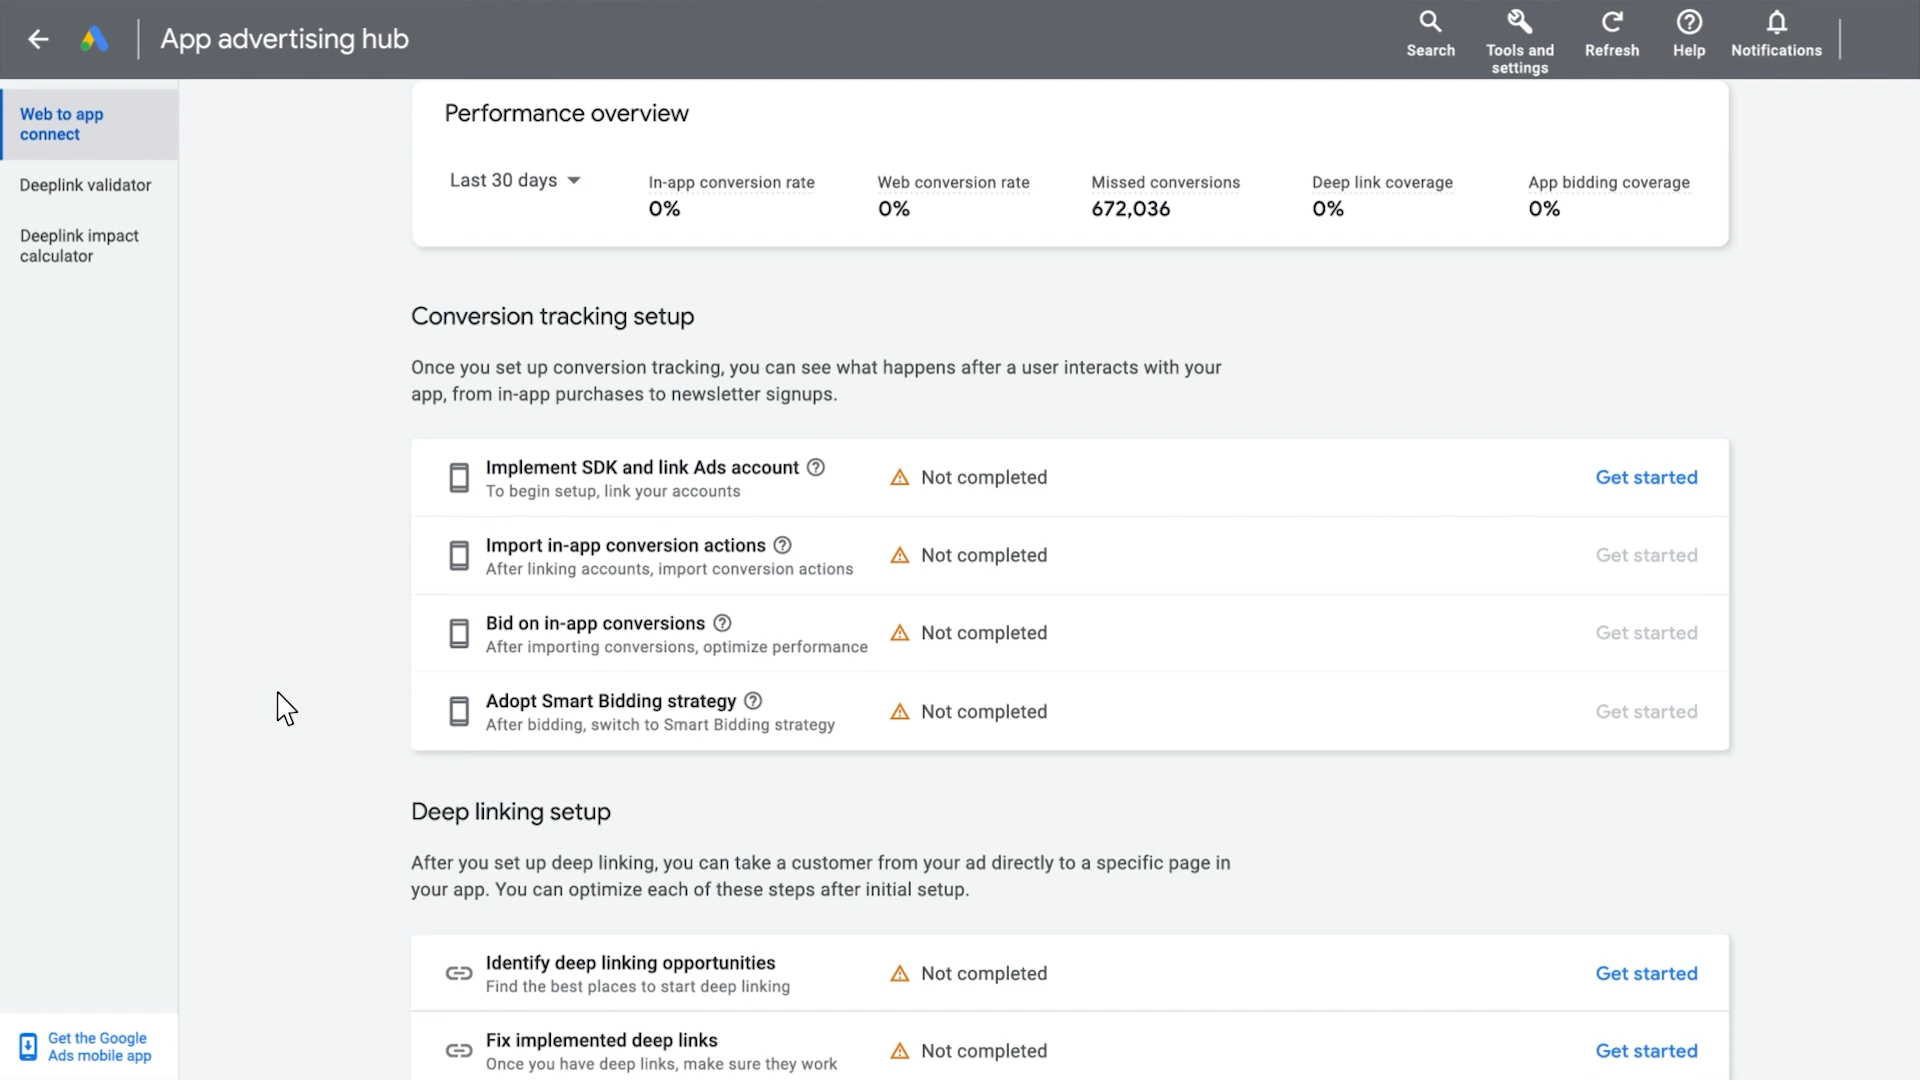 App advertising hub
Search
Tools and
settings
Refresh
Help
Notifications
Web to app
connect
Deeplink validator
Deeplink impact
calculator
Get the Google
Ads mobile app
Performance overview
Last 30 days
In-app conversion rate
0%
Web conversion rate
0%
Missed conversions
672,036
Deep link coverage
0%
App bidding coverage
0%
Conversion tracking setup
Once you set up conversion tracking, you can see what happens after a user interacts with your
app, from in-app purchases to newsletter signups.
Implement SDK and link Ads account
To begin setup, link your accounts
Not completed
Get started
Import in-app conversion actions
After linking accounts, import conversion actions
Not completed
Get started
Bid on in-app conversions
After importing conversions, optimize performance
Not completed
Get started
Adopt Smart Bidding strategy
After bidding, switch to Smart Bidding strategy
Not completed
Get started
Deep linking setup
After you set up deep linking, you can take a customer from your ad directly to a specific page in
your app. You can optimize each of these steps after initial setup.
Identify deep linking opportunities
Find the best places to start deep linking
Not completed
Get started
Fix implemented deep links
Once you have deep links, make sure they work
Not completed
Get started